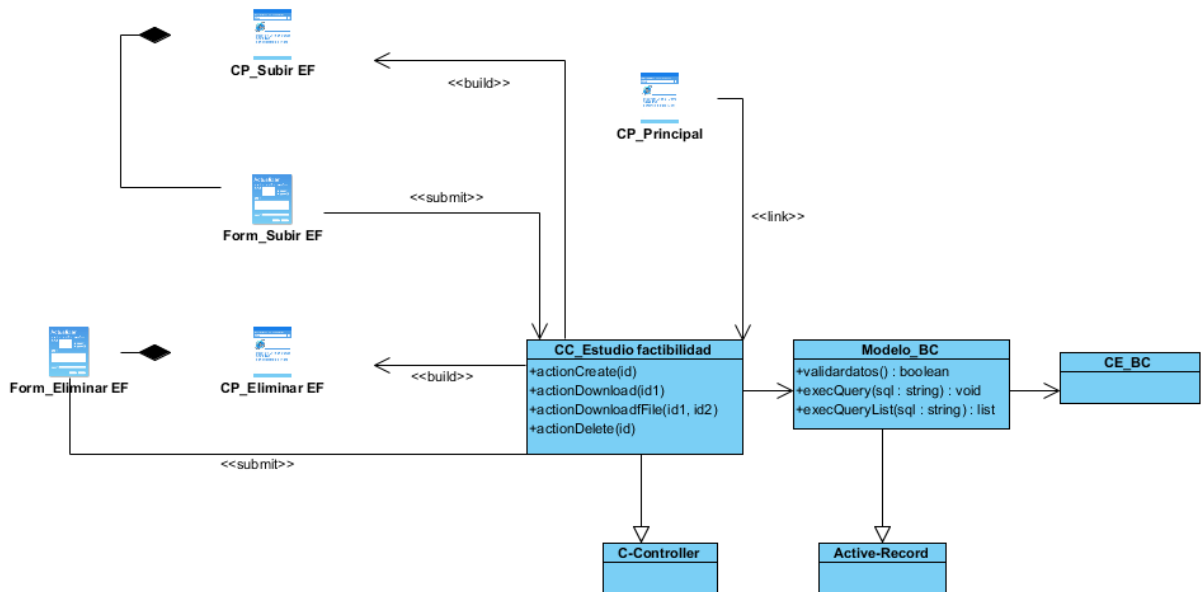 CP_Subir EF
<<build>>
CP_Principal
<<submit>>
<<link>>
Form_Subir EF
Form_Eliminar EF
CP_Eliminar EF
<<build>>
<<submit>>
CC_Estudio factibilidad
+actionCreate(id)
+actionDownload(id1)
+actionDownloadfFile(id1, id2)
+actionDelete(id)
Modelo_BC
+validardatos() : boolean
+execQuery(sql : string) : void
+execQueryList(sql : string) : list
CE_BC
C-Controller
Active-Record